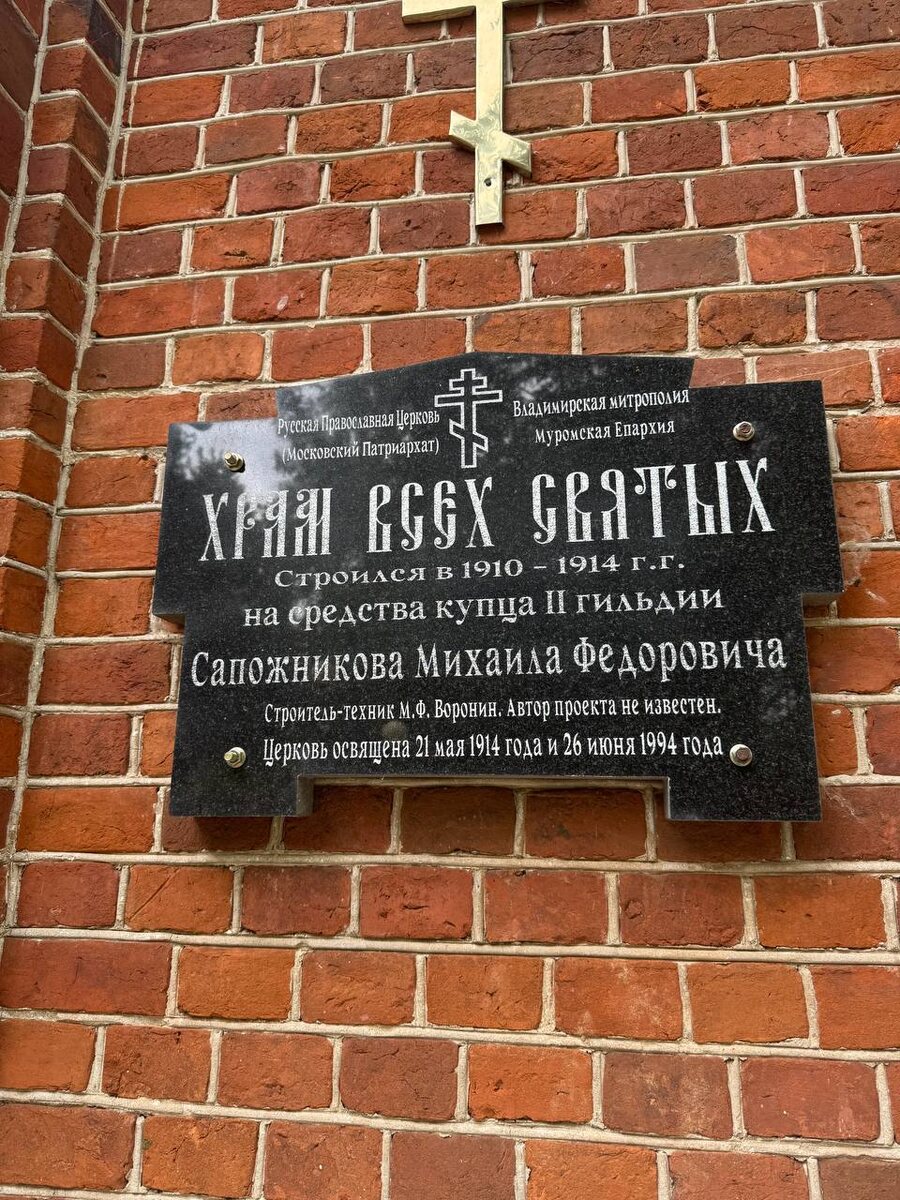 Русская Православная Церковь
(Московский Патриархат)
Владимирская митрополия
Муромская Епархия
ХРАМ ВСЕХ СВЯТЫХ
Строился в 1910 – 1914 г.г.
на средства купца II гильдии
Сапожникова Михаила Федоровича
Строитель-техник М.Ф. Воронин. Автор проекта не известен.
Церковь освящена 21 мая 1914 года и 26 июня 1994 года